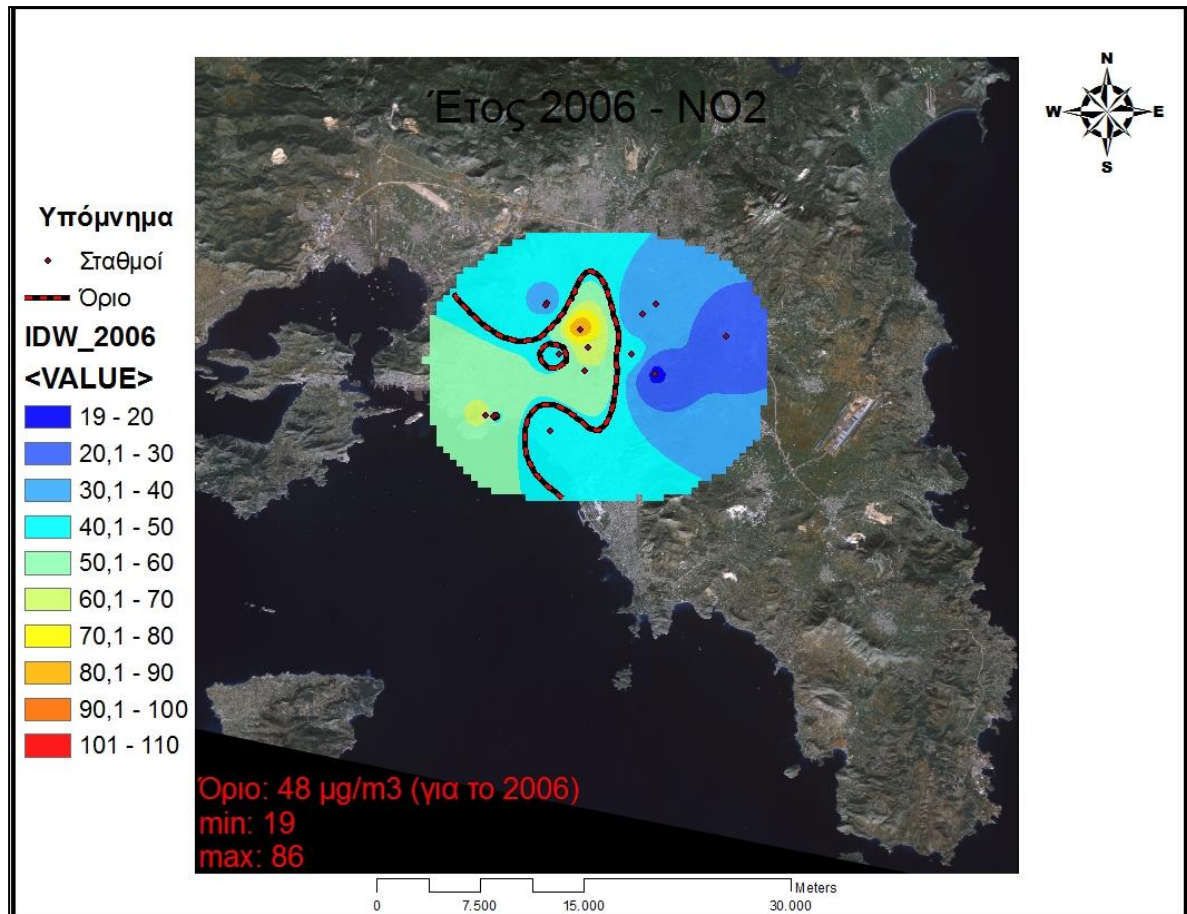 Έτος 2006 - NO2
N
W
E
S
Υπόμνημα
Σταθμοί
Όριο
IDW_2006
<VALUE>
19 - 20
20,1 - 30
30,1 - 40
40,1 - 50
50,1 - 60
60,1 - 70
70,1 - 80
80,1 - 90
90,1 - 100
101 - 110
Όριο: 48 μg/m3 (για το 2006)
min: 19
max: 86
Meters
0 7.500 15.000 30.000